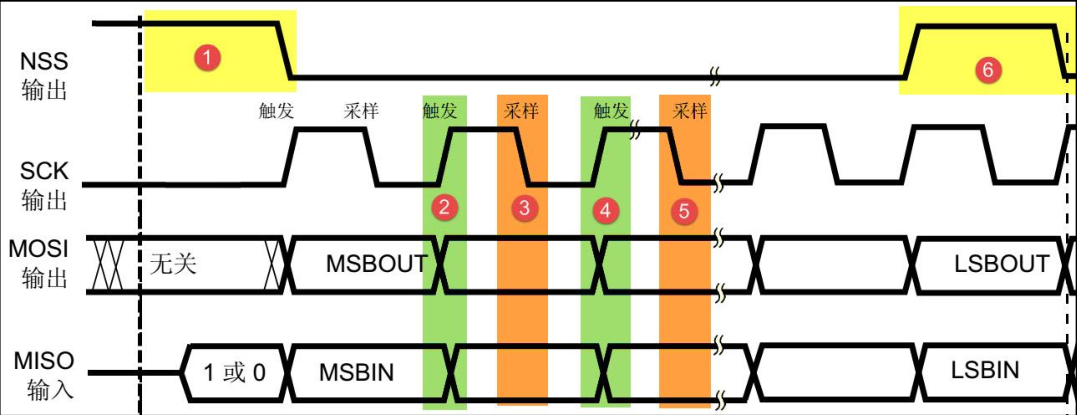 NSS
输出
1
6
触发 采样 触发 采样 触发 采样
SCK
输出
2 3 4 5
MOSI
输出
无关 MSBOUT LSBOUT
MISO
输入
1 或 0 MSBIN LSBIN